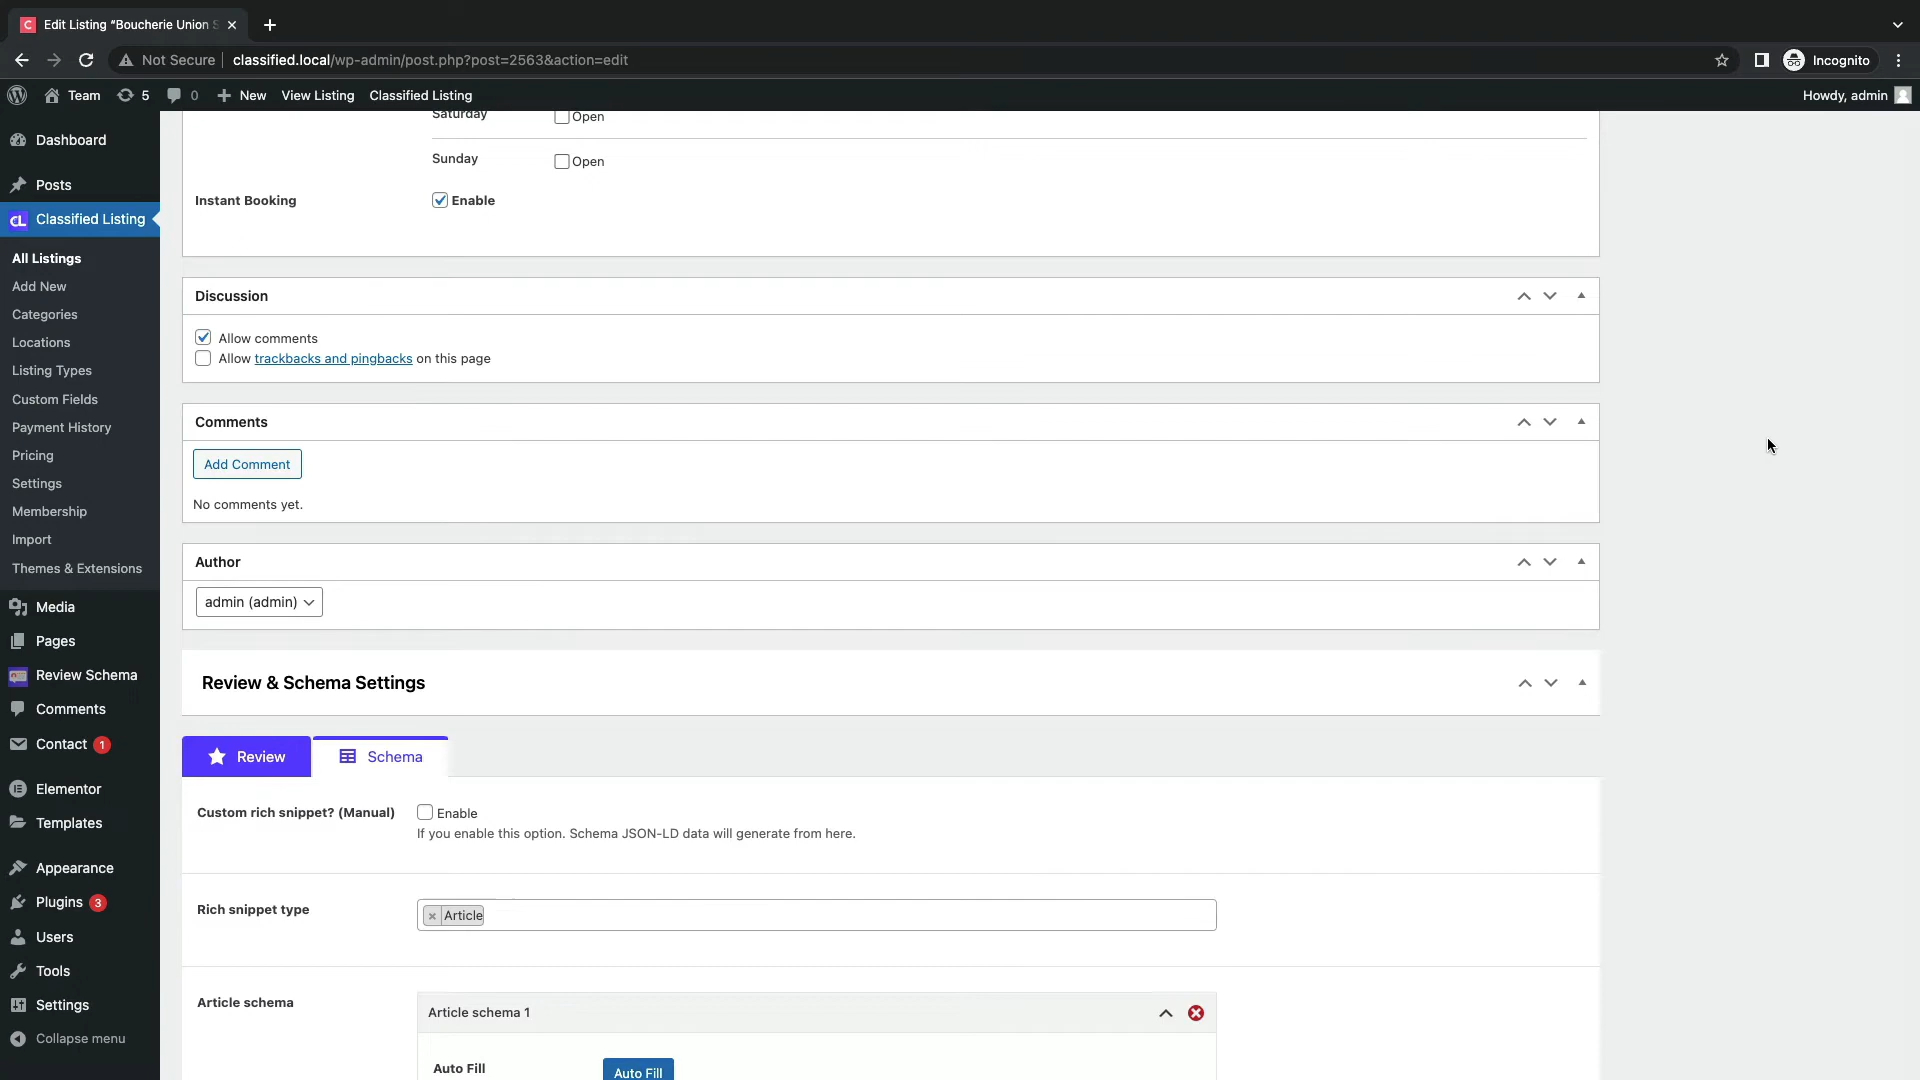 Edit Listing “Boucherie Union S
Not Secure
classified.local/wp-admin/post.php?post=2563&action=edit
Incognito
Team
5
0
New
View Listing
Classified Listing
Howdy, admin
Dashboard
Posts
Classified Listing
All Listings
Add New
Categories
Locations
Listing Types
Custom Fields
Payment History
Pricing
Settings
Membership
Import
Themes & Extensions
Media
Pages
Review Schema
Comments
Contact 1
Elementor
Templates
Appearance
Plugins 3
Users
Tools
Settings
Collapse menu
Saturday Open
Sunday Open
Instant Booking Enable
Discussion
Allow comments
Allow trackbacks and pingbacks on this page
Comments
Add Comment
No comments yet.
Author
admin (admin)
Review & Schema Settings
Review Schema
Custom rich snippet? (Manual) Enable
If you enable this option. Schema JSON-LD data will generate from here.
Rich snippet type × Article
Article schema Article schema 1
Auto Fill Auto Fill